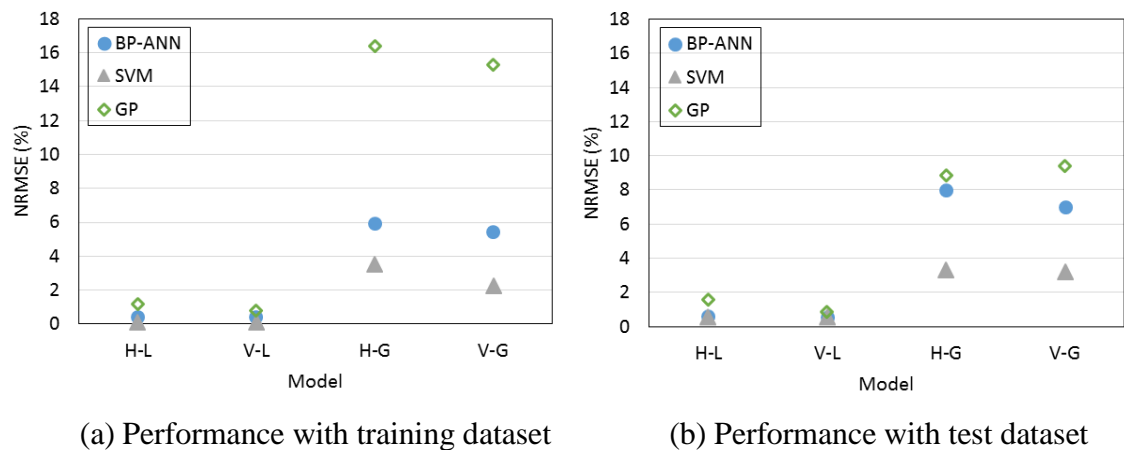 18
16
14
12
10
8
6
4
2
0
NRMSE (%)
BP-ANN
SVM
GP
H-L V-L H-G V-G
Model
(a) Performance with training dataset
18
16
14
12
10
8
6
4
2
0
NRMSE (%)
BP-ANN
SVM
GP
H-L V-L H-G V-G
Model
(b) Performance with test dataset